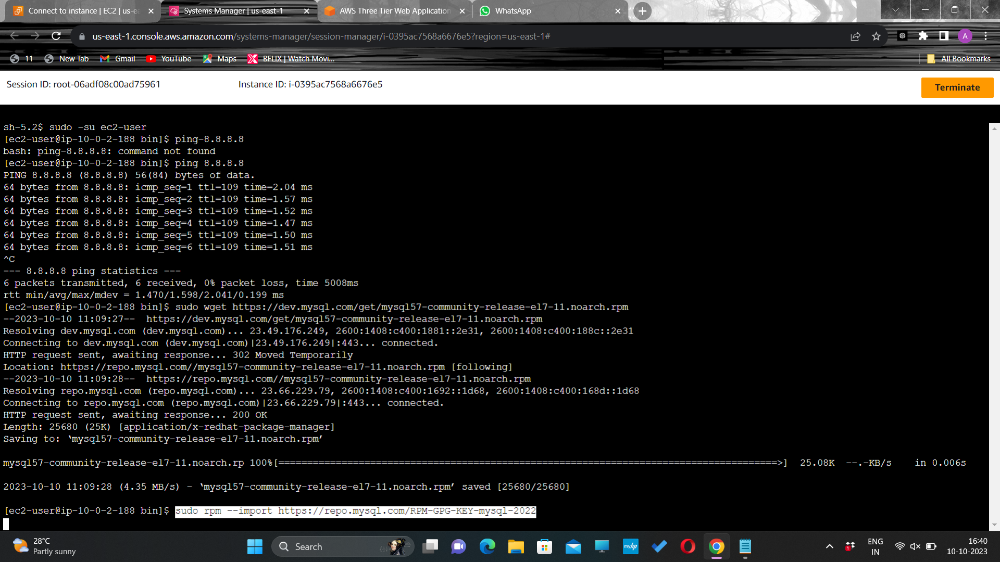 Connect to instance | EC2 | us-ea
Systems Manager | us-east-1
AWS Three Tier Web Application
WhatsApp
us-east-1.console.aws.amazon.com/systems-manager/session-manager/i-0395ac7568a6676e5?region=us-east-1#
A
11
New Tab
Gmail
YouTube
Maps
BFLIX | Watch Movi...
All Bookmarks
Session ID: root-06adf08c00ad75961
Instance ID: i-0395ac7568a6676e5
Terminate
sh-5.2$ sudo -su ec2-user
[ec2-user@ip-10-0-2-188 bin]$ ping-8.8.8.8
bash: ping-8.8.8.8: command not found
[ec2-user@ip-10-0-2-188 bin]$ ping 8.8.8.8
PING 8.8.8.8 (8.8.8.8) 56(84) bytes of data.
64 bytes from 8.8.8.8: icmp_seq=1 ttl=109 time=2.04 ms
64 bytes from 8.8.8.8: icmp_seq=2 ttl=109 time=1.57 ms
64 bytes from 8.8.8.8: icmp_seq=3 ttl=109 time=1.52 ms
64 bytes from 8.8.8.8: icmp_seq=4 ttl=109 time=1.47 ms
64 bytes from 8.8.8.8: icmp_seq=5 ttl=109 time=1.50 ms
64 bytes from 8.8.8.8: icmp_seq=6 ttl=109 time=1.51 ms
^C
--- 8.8.8.8 ping statistics ---
6 packets transmitted, 6 received, 0% packet loss, time 5008ms
rtt min/avg/max/mdev = 1.470/1.598/2.041/0.199 ms
[ec2-user@ip-10-0-2-188 bin]$ sudo wget https://dev.mysql.com/get/mysql57-community-release-el7-11.noarch.rpm
--2023-10-10 11:09:27--  https://dev.mysql.com/get/mysql57-community-release-el7-11.noarch.rpm
Resolving dev.mysql.com (dev.mysql.com)... 23.49.176.249, 2600:1408:c400:1881::2e31, 2600:1408:c400:188c::2e31
Connecting to dev.mysql.com (dev.mysql.com)|23.49.176.249|:443... connected.
HTTP request sent, awaiting response... 302 Moved Temporarily
Location: https://repo.mysql.com//mysql57-community-release-el7-11.noarch.rpm [following]
--2023-10-10 11:09:28--  https://repo.mysql.com//mysql57-community-release-el7-11.noarch.rpm
Resolving repo.mysql.com (repo.mysql.com)... 23.66.229.79, 2600:1408:c400:1692::1d68, 2600:1408:c400:168d::1d68
Connecting to repo.mysql.com (repo.mysql.com)|23.66.229.79|:443... connected.
HTTP request sent, awaiting response... 200 OK
Length: 25680 (25K) [application/x-redhat-package-manager]
Saving to: ‘mysql57-community-release-el7-11.noarch.rpm’
mysql57-community-release-el7-11.noarch.rp 100%[=======================================================================================>]  25.08K  --.-KB/s    in 0.006s
2023-10-10 11:09:28 (4.35 MB/s) - ‘mysql57-community-release-el7-11.noarch.rpm’ saved [25680/25680]
[ec2-user@ip-10-0-2-188 bin]$ sudo rpm --import https://repo.mysql.com/RPM-GPG-KEY-mysql-2022
28°C
Partly sunny
Search
myhp
1
ENG
IN
16:40
10-10-2023